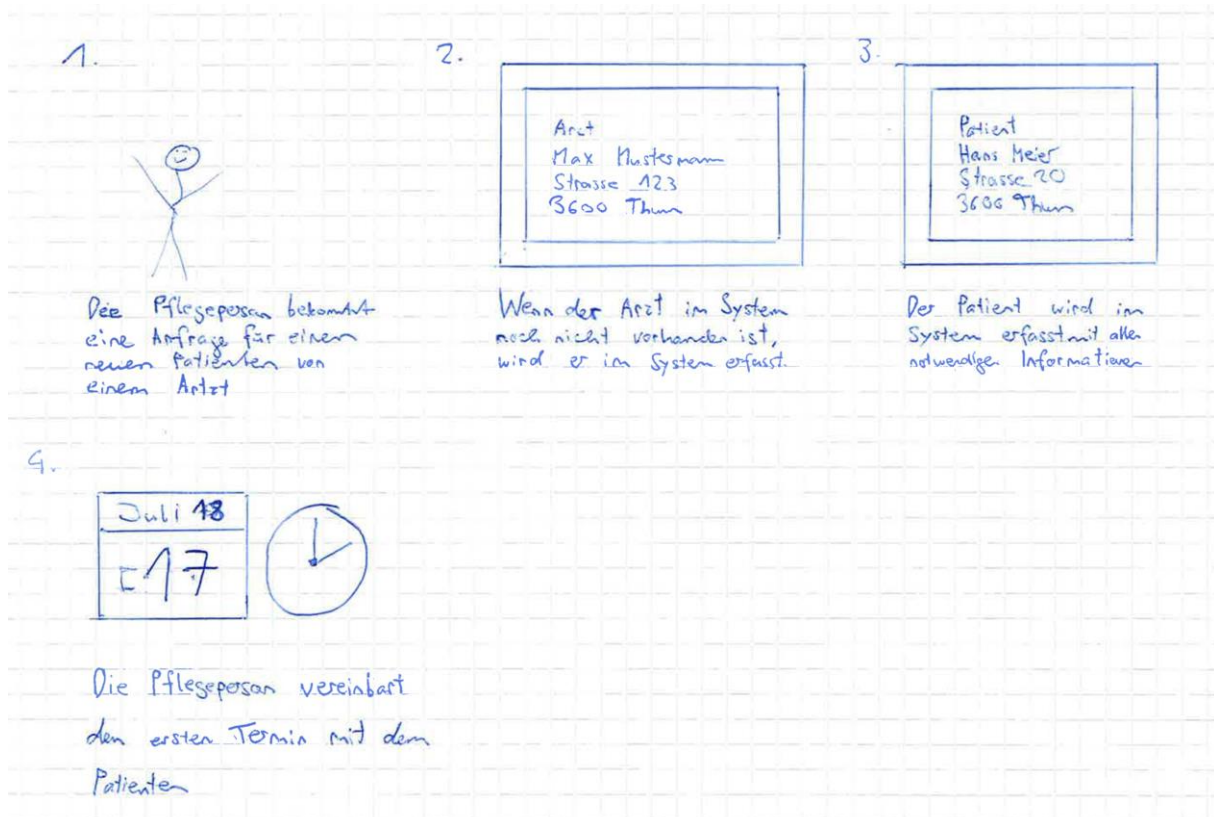 1.
Die Pflegeperson bekommt
eine Anfrage für einen
neuen Patienten von
einem Artzt
2.
Arzt
Max Mustermann
Strasse 123
3600 Thun
Wenn der Arzt im System
noch nicht vorhanden ist,
wird er im System erfasst.
3.
Patient
Hans Meier
Strasse 20
3600 Thun
Der Patient wird im
System erfasst mit allen
notwendigen Informationen
4.
Juli 18
17
Die Pflegeperson vereinbart
den ersten Termin mit dem
Patienten